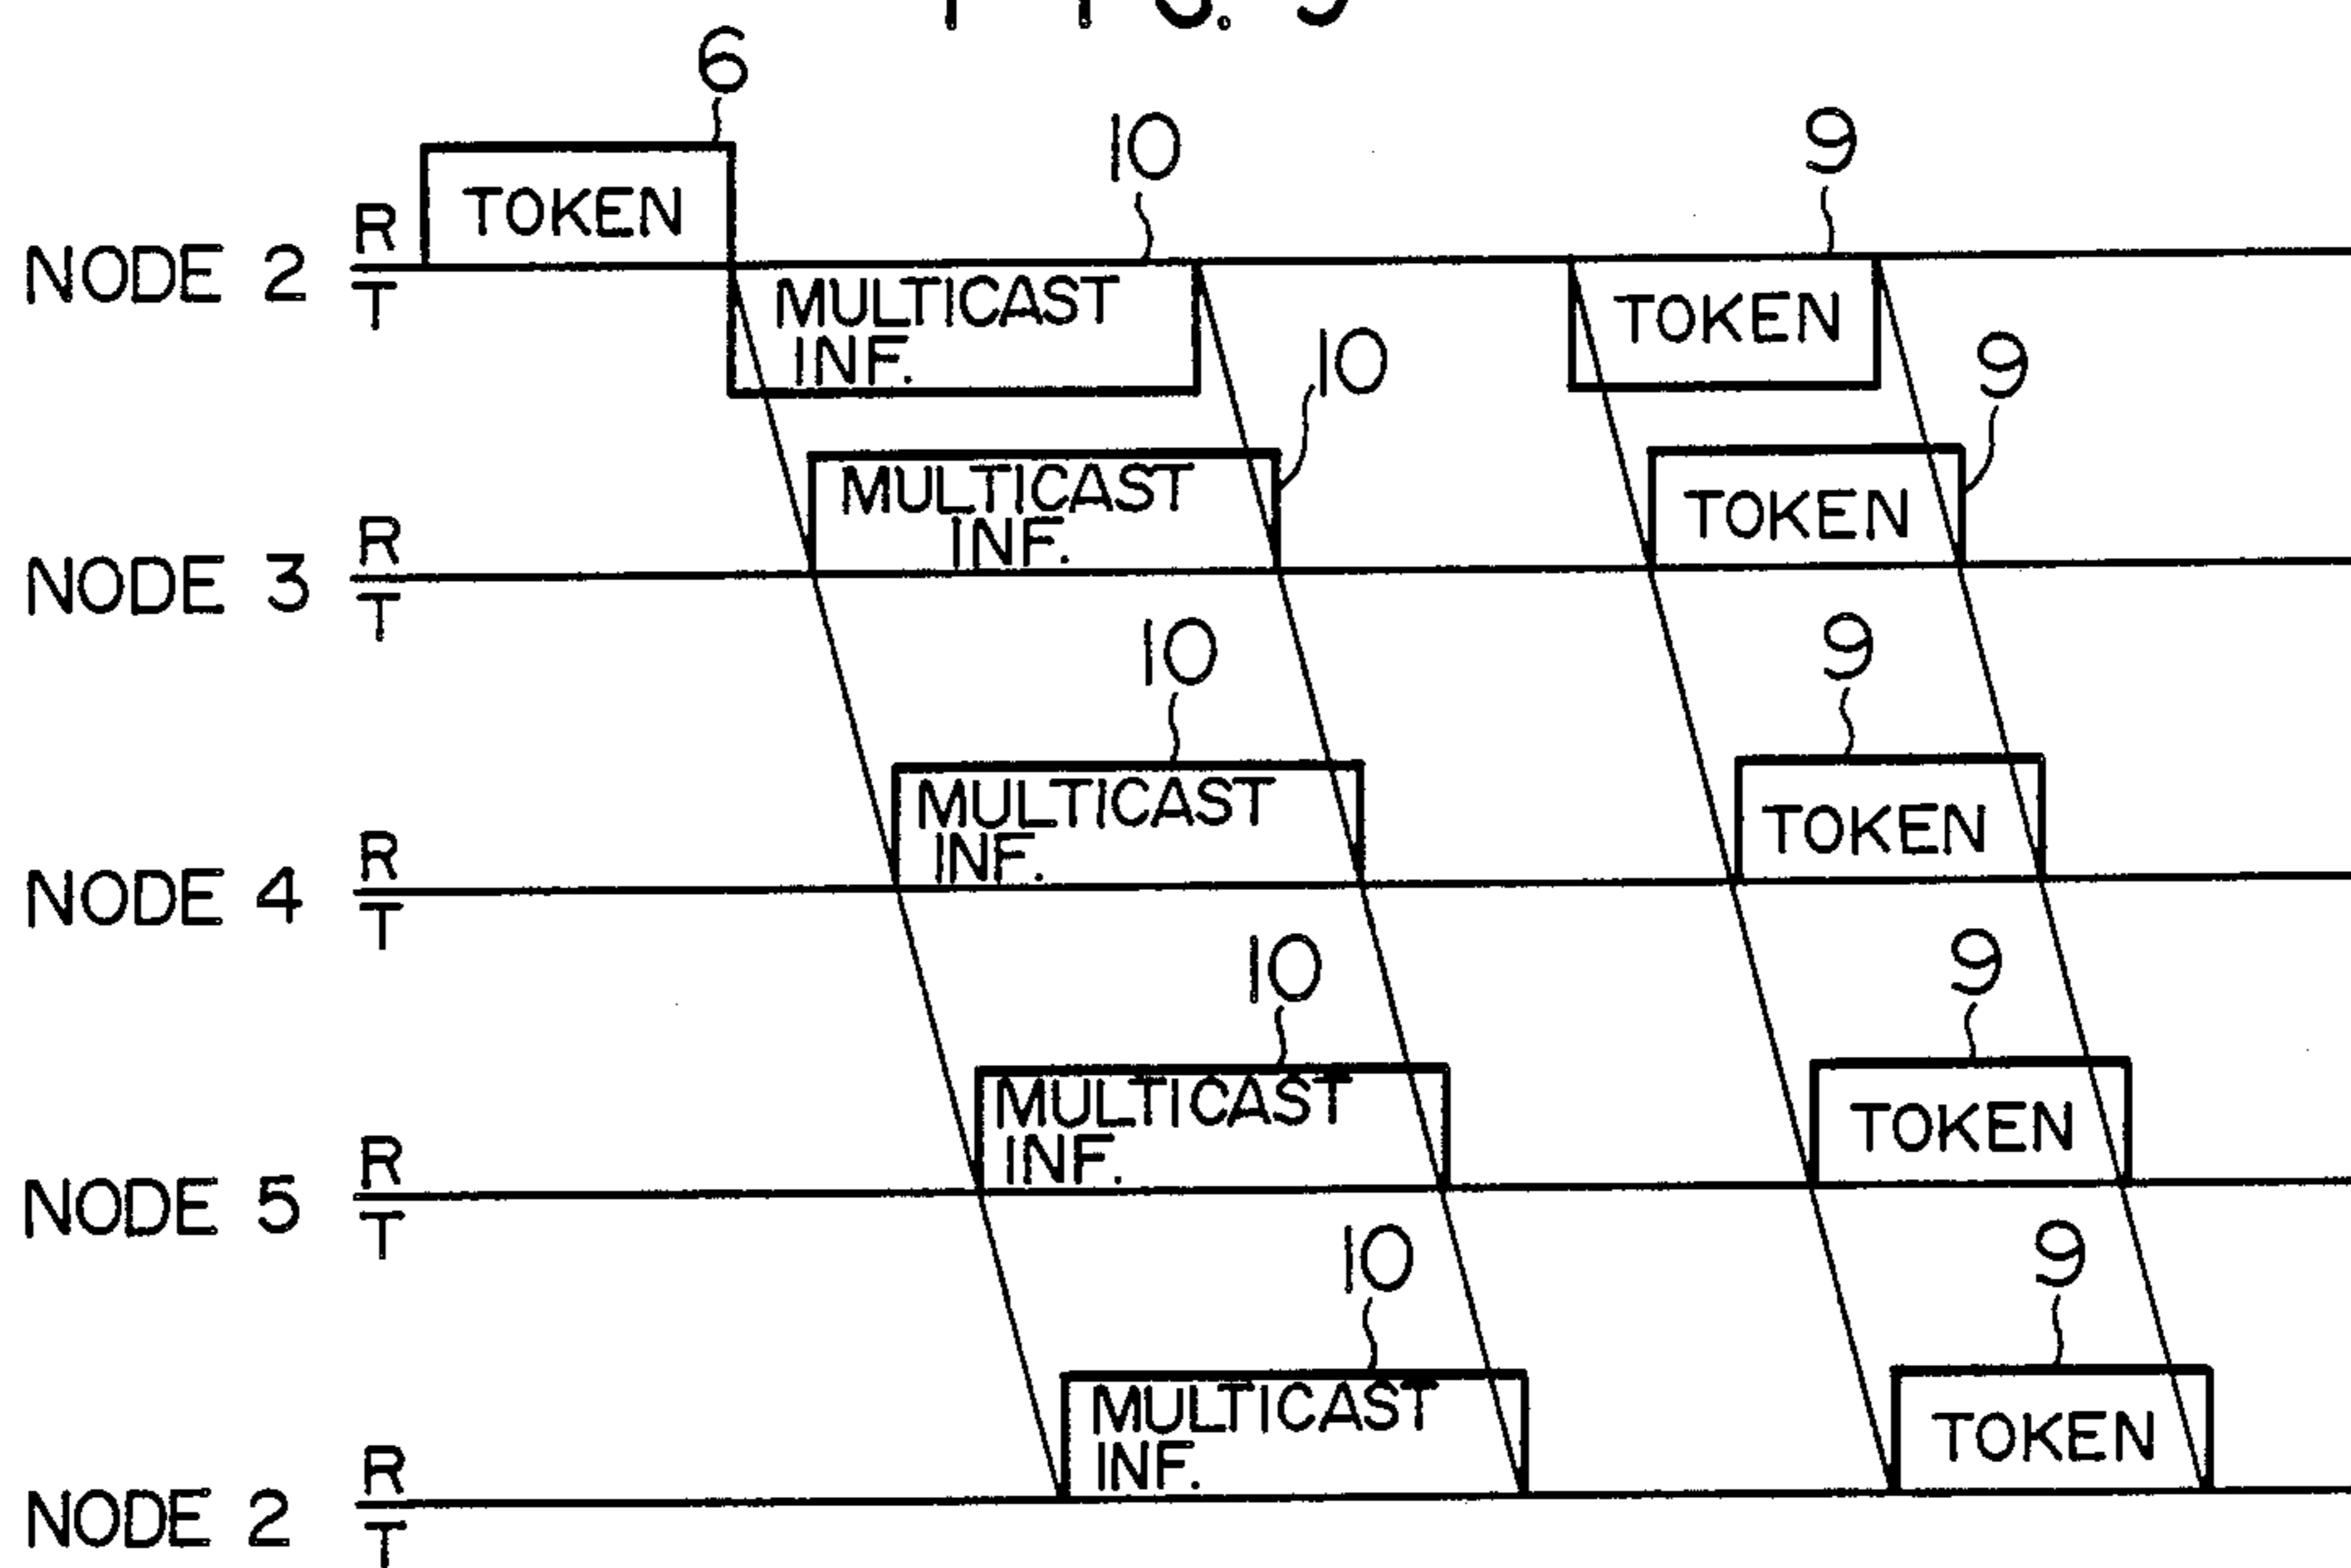 6
10
9
TOKEN
NODE 2 R
T
MULTICAST
INF.
TOKEN
10
9
MULTICAST
INF.
TOKEN
NODE 3 R
T
10
9
MULTICAST
INF.
TOKEN
NODE 4 R
T
10
9
MULTICAST
INF.
TOKEN
NODE 5 R
T
10
9
MULTICAST
INF.
TOKEN
NODE 2 R
T